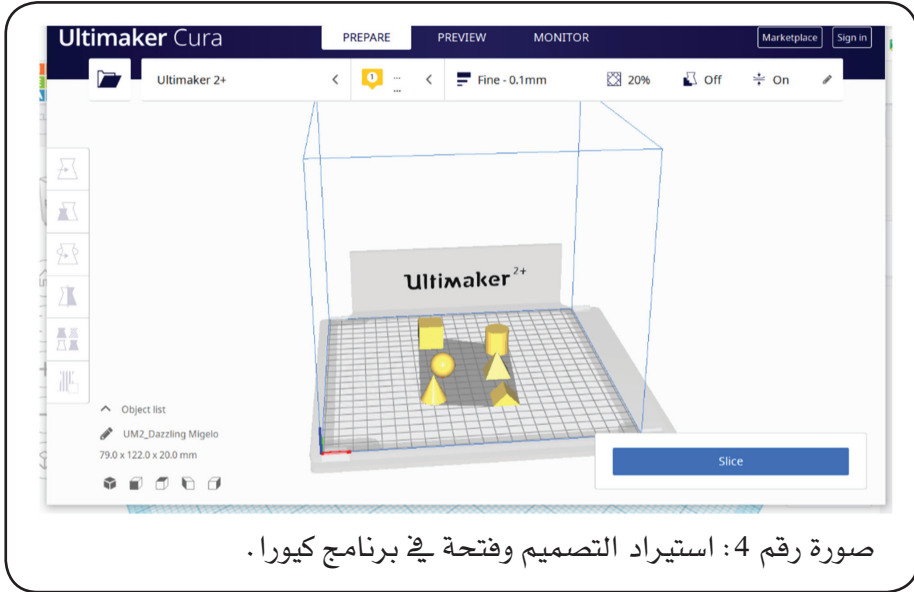 Ultimaker Cura PREPARE PREVIEW MONITOR Marketplace Sign in
Ultimaker 2+ 1 ... ... Fine - 0.1mm 20% Off On
Ultimaker 2+
Object list
UM2_Dazzling Migelo
79.0 x 122.0 x 20.0 mm
Slice
صورة رقم 4: استيراد التصميم وفتحة في برنامج كيورا.